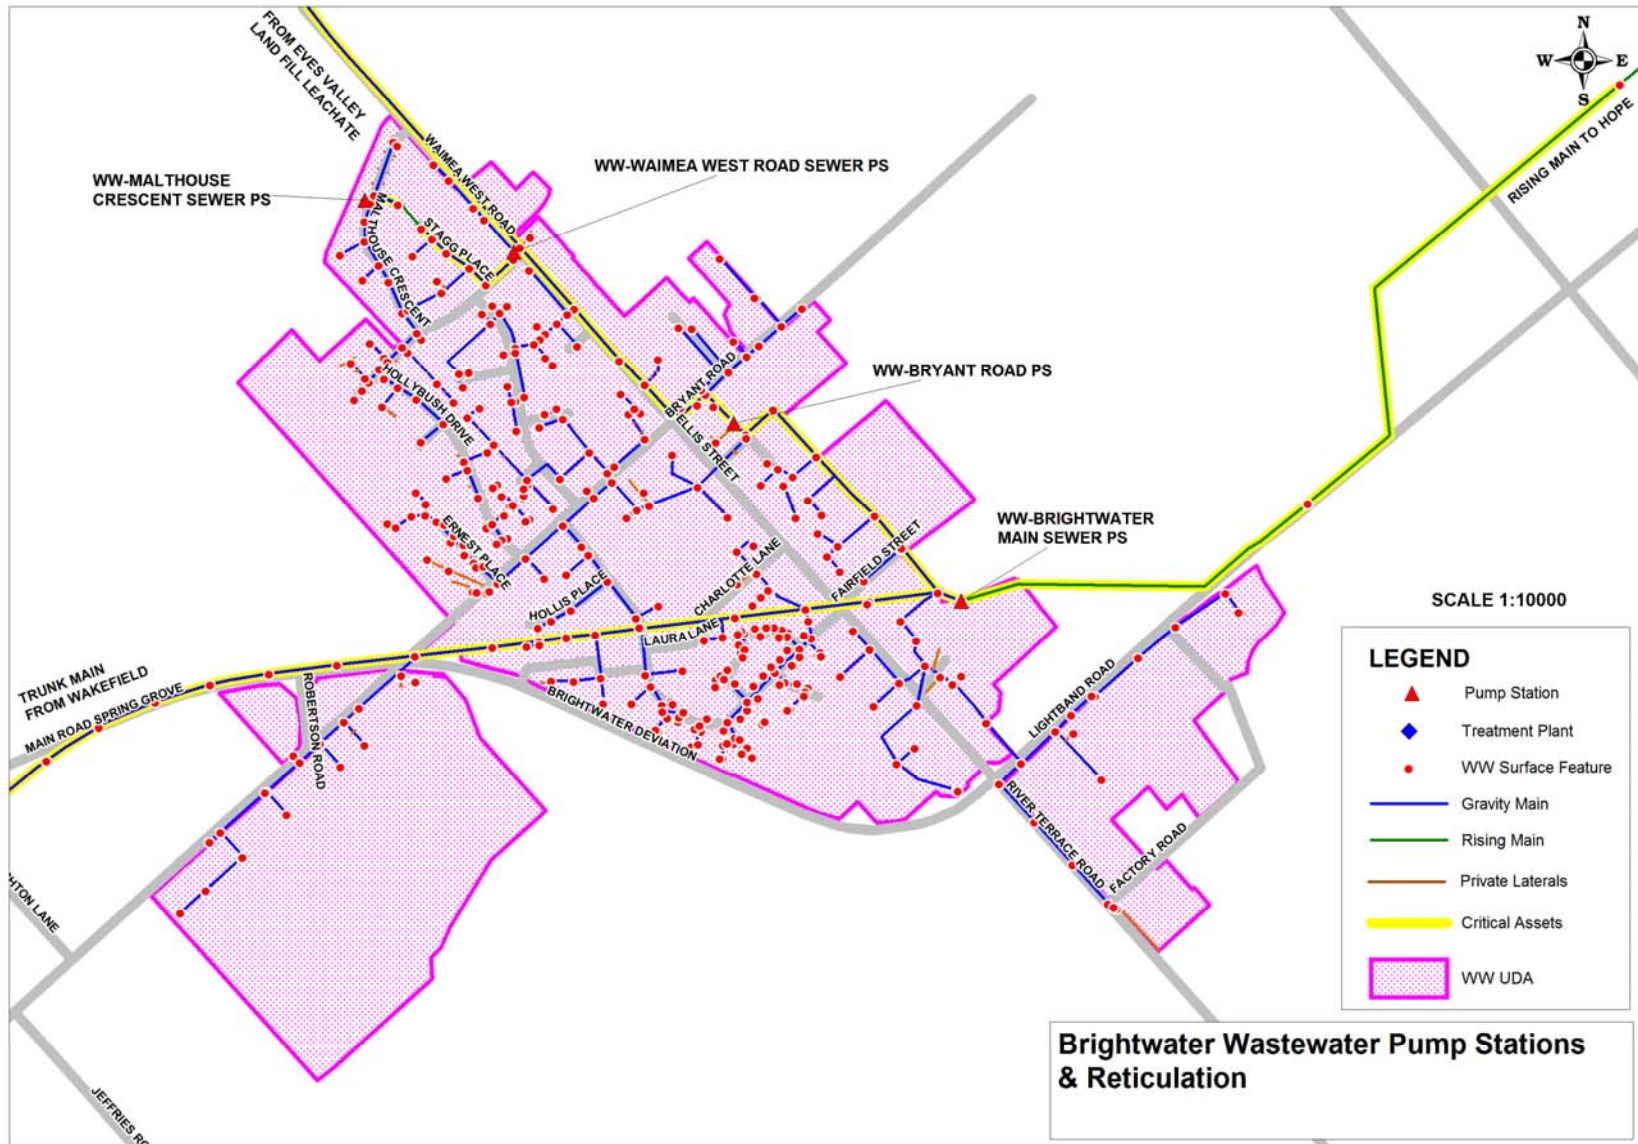 FROM EVES VALLEY
LAND FILL LEACHATE
N
W
E
S
RISING MAIN TO HOPE
WW-MALTHOUSE
CRESCENT SEWER PS
WW-WAIMEA WEST ROAD SEWER PS
WAIMEA WEST ROAD
STAGG PLACE
MALTHOUSE CRESCENT
HOLLYBUSH DRIVE
BRYANT ROAD
ELLIS STREET
WW-BRYANT ROAD PS
WW-BRIGHTWATER
MAIN SEWER PS
ERNEST PLACE
HOLLIS PLACE
CHARLOTTE LANE
FAIRFIELD STREET
LAURA LANE
TRUNK MAIN
FROM WAKEFIELD
MAIN ROAD SPRING GROVE
ROBERTSON ROAD
BRIGHTWATER DEVIATION
LIGHTBAND ROAD
RIVER TERRACE ROAD
FACTORY ROAD
HTON LANE
JEFFRIES RO
SCALE 1:10000
LEGEND
Pump Station
Treatment Plant
WW Surface Feature
Gravity Main
Rising Main
Private Laterals
Critical Assets
WW UDA
Brightwater Wastewater Pump Stations
& Reticulation